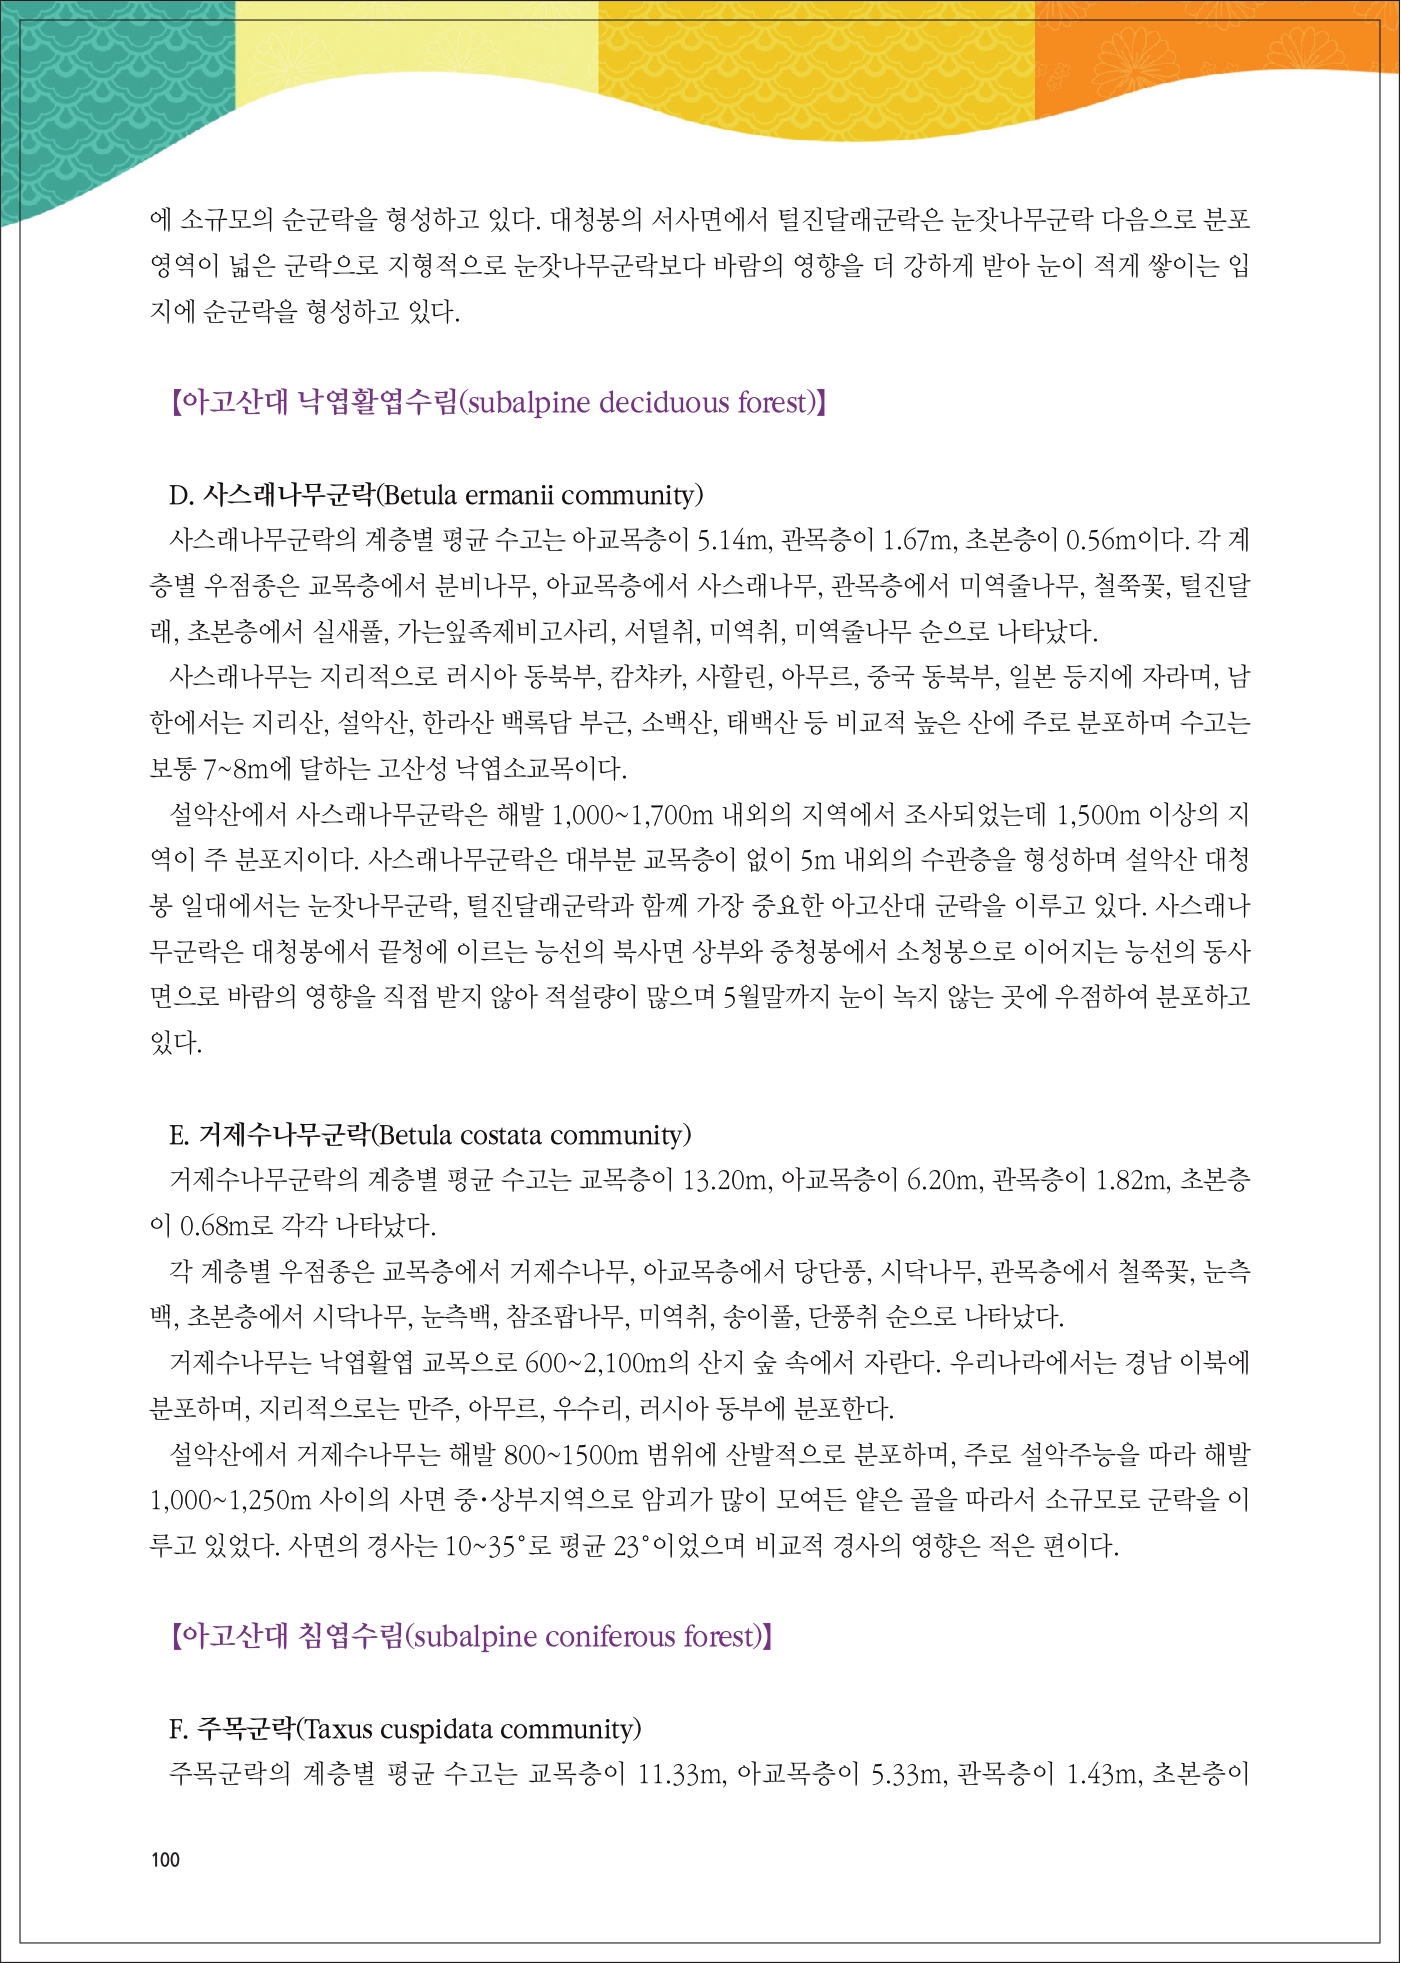 에 소규모의 순군락을 형성하고 있다. 대청봉의 서사면에서 털진달래군락은 눈잣나무군락 다음으로 분포
영역이 넓은 군락으로 지형적으로 눈잣나무군락보다 바람의 영향을 더 강하게 받아 눈이 적게 쌓이는 입
지에 순군락을 형성하고 있다.
【아고산대 낙엽활엽수림(subalpine deciduous forest)】
D. 사스래나무군락(Betula ermanii community)
사스래나무군락의 계층별 평균 수고는 아교목층이 5.14m, 관목층이 1.67m, 초본층이 0.56m이다. 각 계
층별 우점종은 교목층에서 분비나무, 아교목층에서 사스래나무, 관목층에서 미역줄나무, 철쭉꽃, 털진달
래, 초본층에서 실새풀, 가는잎족제비고사리, 서덜취, 미역취, 미역줄나무 순으로 나타났다.
사스래나무는 지리적으로 러시아 동북부, 캄챠카, 사할린, 아무르, 중국 동북부, 일본 등지에 자라며, 남
한에서는 지리산, 설악산, 한라산 백록담 부근, 소백산, 태백산 등 비교적 높은 산에 주로 분포하며 수고는
보통 7~8m에 달하는 고산성 낙엽소교목이다.
설악산에서 사스래나무군락은 해발 1,000~1,700m 내외의 지역에서 조사되었는데 1,500m 이상의 지
역이 주 분포지이다. 사스래나무군락은 대부분 교목층이 없이 5m 내외의 수관층을 형성하며 설악산 대청
봉 일대에서는 눈잣나무군락, 털진달래군락과 함께 가장 중요한 아고산대 군락을 이루고 있다. 사스래나
무군락은 대청봉에서 끝청에 이르는 능선의 북사면 상부와 중청봉에서 소청봉으로 이어지는 능선의 동사
면으로 바람의 영향을 직접 받지 않아 적설량이 많으며 5월말까지 눈이 녹지 않는 곳에 우점하여 분포하고
있다.
E. 거제수나무군락(Betula costata community)
거제수나무군락의 계층별 평균 수고는 교목층이 13.20m, 아교목층이 6.20m, 관목층이 1.82m, 초본층
이 0.68m로 각각 나타났다.
각 계층별 우점종은 교목층에서 거제수나무, 아교목층에서 당단풍, 시닥나무, 관목층에서 철쭉꽃, 눈측
백, 초본층에서 시닥나무, 눈측백, 참조팝나무, 미역취, 송이풀, 단풍취 순으로 나타났다.
거제수나무는 낙엽활엽 교목으로 600~2,100m의 산지 숲 속에서 자란다. 우리나라에서는 경남 이북에
분포하며, 지리적으로는 만주, 아무르, 우수리, 러시아 동부에 분포한다.
설악산에서 거제수나무는 해발 800~1500m 범위에 산발적으로 분포하며, 주로 설악주능을 따라 해발
1,000~1,250m 사이의 사면 중·상부지역으로 암괴가 많이 모여든 얕은 골을 따라서 소규모로 군락을 이
루고 있었다. 사면의 경사는 10~35°로 평균 23°이었으며 비교적 경사의 영향은 적은 편이다.
【아고산대 침엽수림(subalpine coniferous forest)】
F. 주목군락(Taxus cuspidata community)
주목군락의 계층별 평균 수고는 교목층이 11.33m, 아교목층이 5.33m, 관목층이 1.43m, 초본층이
100